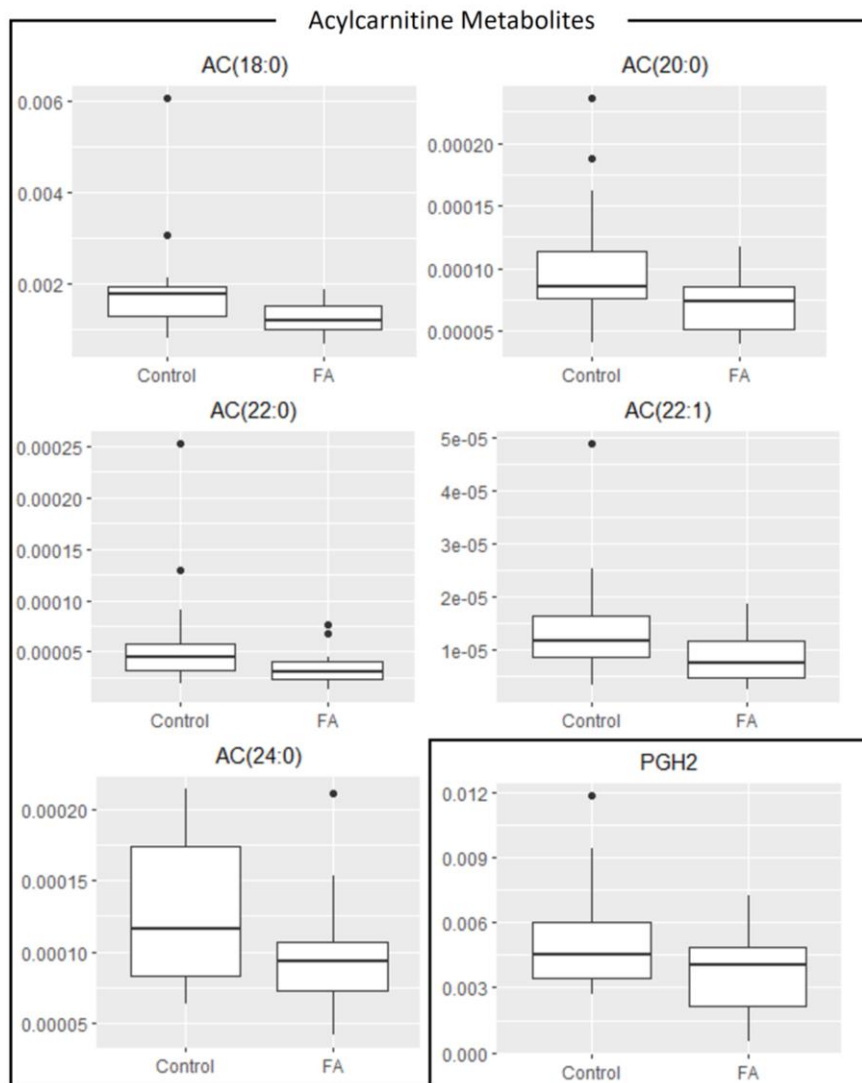 Acylcarnitine Metabolites
AC(18:0)
0.006
0.004
0.002
Control FA
AC(20:0)
0.00020
0.00015
0.00010
0.00005
Control FA
AC(22:0)
0.00025
0.00020
0.00015
0.00010
0.00005
Control FA
AC(22:1)
5e-05
4e-05
3e-05
2e-05
1e-05
Control FA
AC(24:0)
0.00020
0.00015
0.00010
0.00005
Control FA
PGH2
0.012
0.009
0.006
0.003
0.000
Control FA